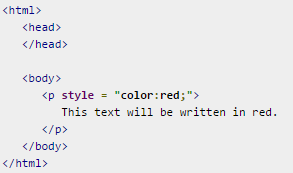 <html>
<head>
</head>
<body>
<p style = "color:red;">
This text will be written in red.
</p>
</body>
</html>